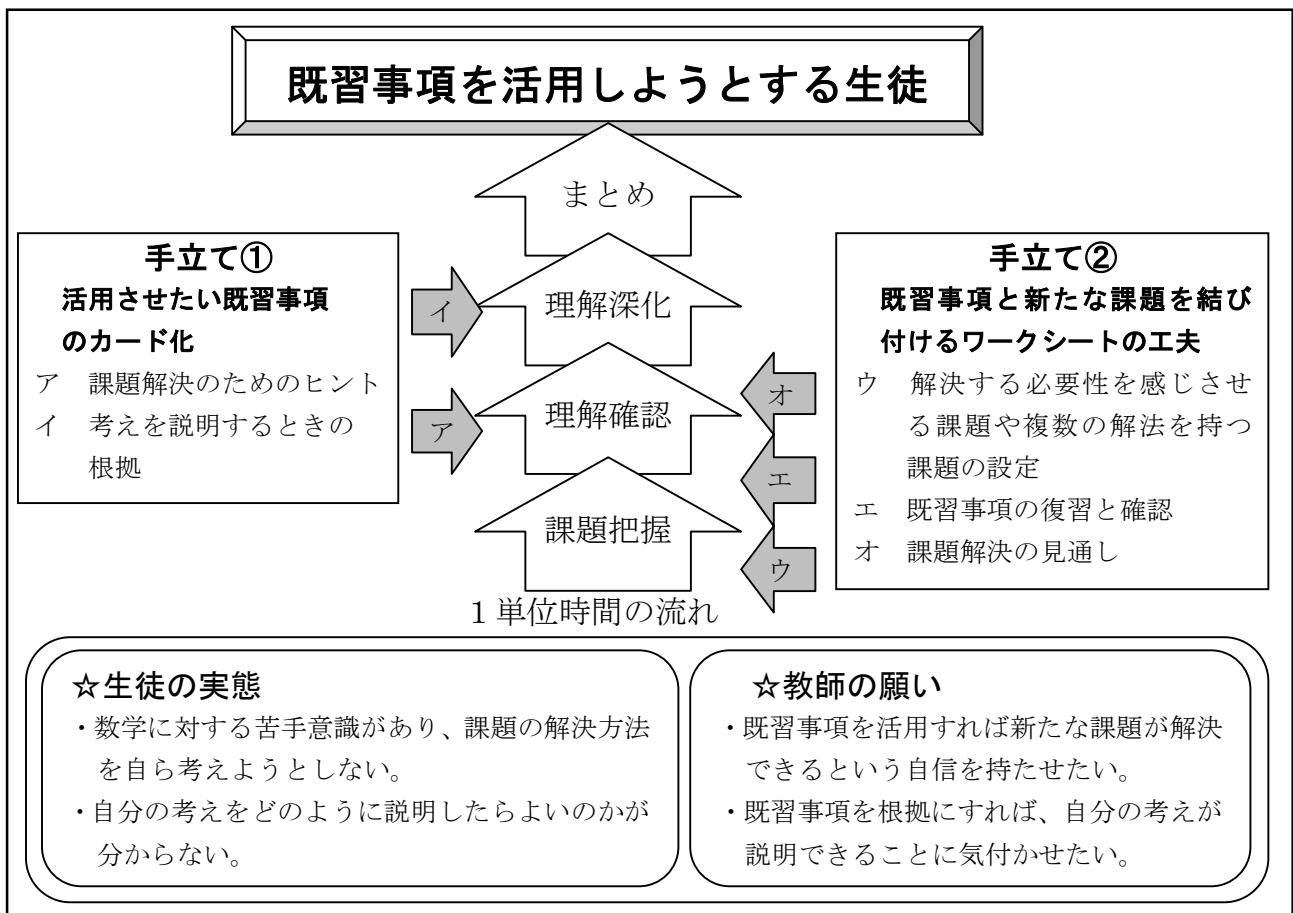 既習事項を活用しようとする生徒
まとめ
手立て①
活用させたい既習事項
のカード化
ア 課題解決のためのヒント
イ 考えを説明するときの
根拠
イ
ア
理解深化
理解確認
課題把握
オ
エ
ウ
手立て②
既習事項と新たな課題を結び
付けるワークシートの工夫
ウ 解決する必要性を感じさせ
る課題や複数の解法を持つ
課題の設定
エ 既習事項の復習と確認
オ 課題解決の見通し
1単位時間の流れ
☆生徒の実態
・数学に対する苦手意識があり、課題の解決方法
を自ら考えようとしない。
・自分の考えをどのように説明したらよいのかが
分からない。
☆教師の願い
・既習事項を活用すれば新たな課題が解決
できるという自信を持たせたい。
・既習事項を根拠にすれば、自分の考えが
説明できることに気付かせたい。